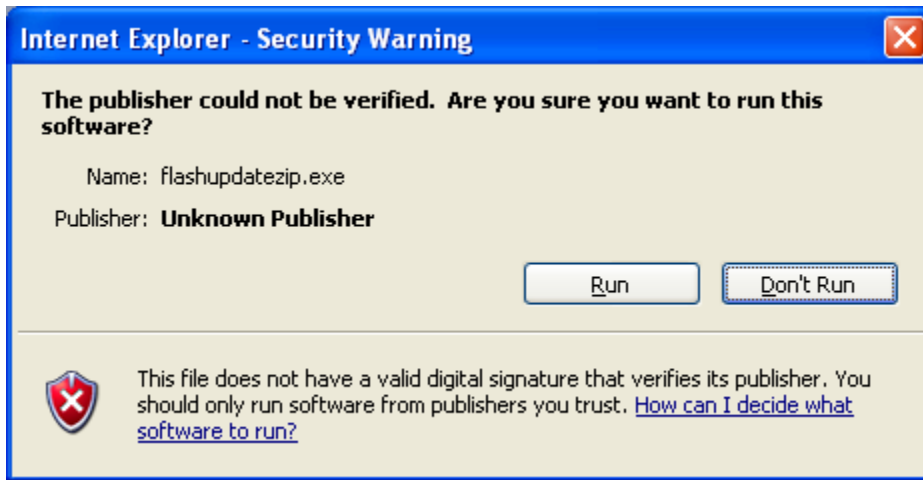 Internet Explorer - Security Warning
The publisher could not be verified.  Are you sure you want to run this
software?
Name: flashupdatezip.exe
Publisher: Unknown Publisher
Run
Don't Run
This file does not have a valid digital signature that verifies its publisher. You
should only run software from publishers you trust. How can I decide what
software to run?